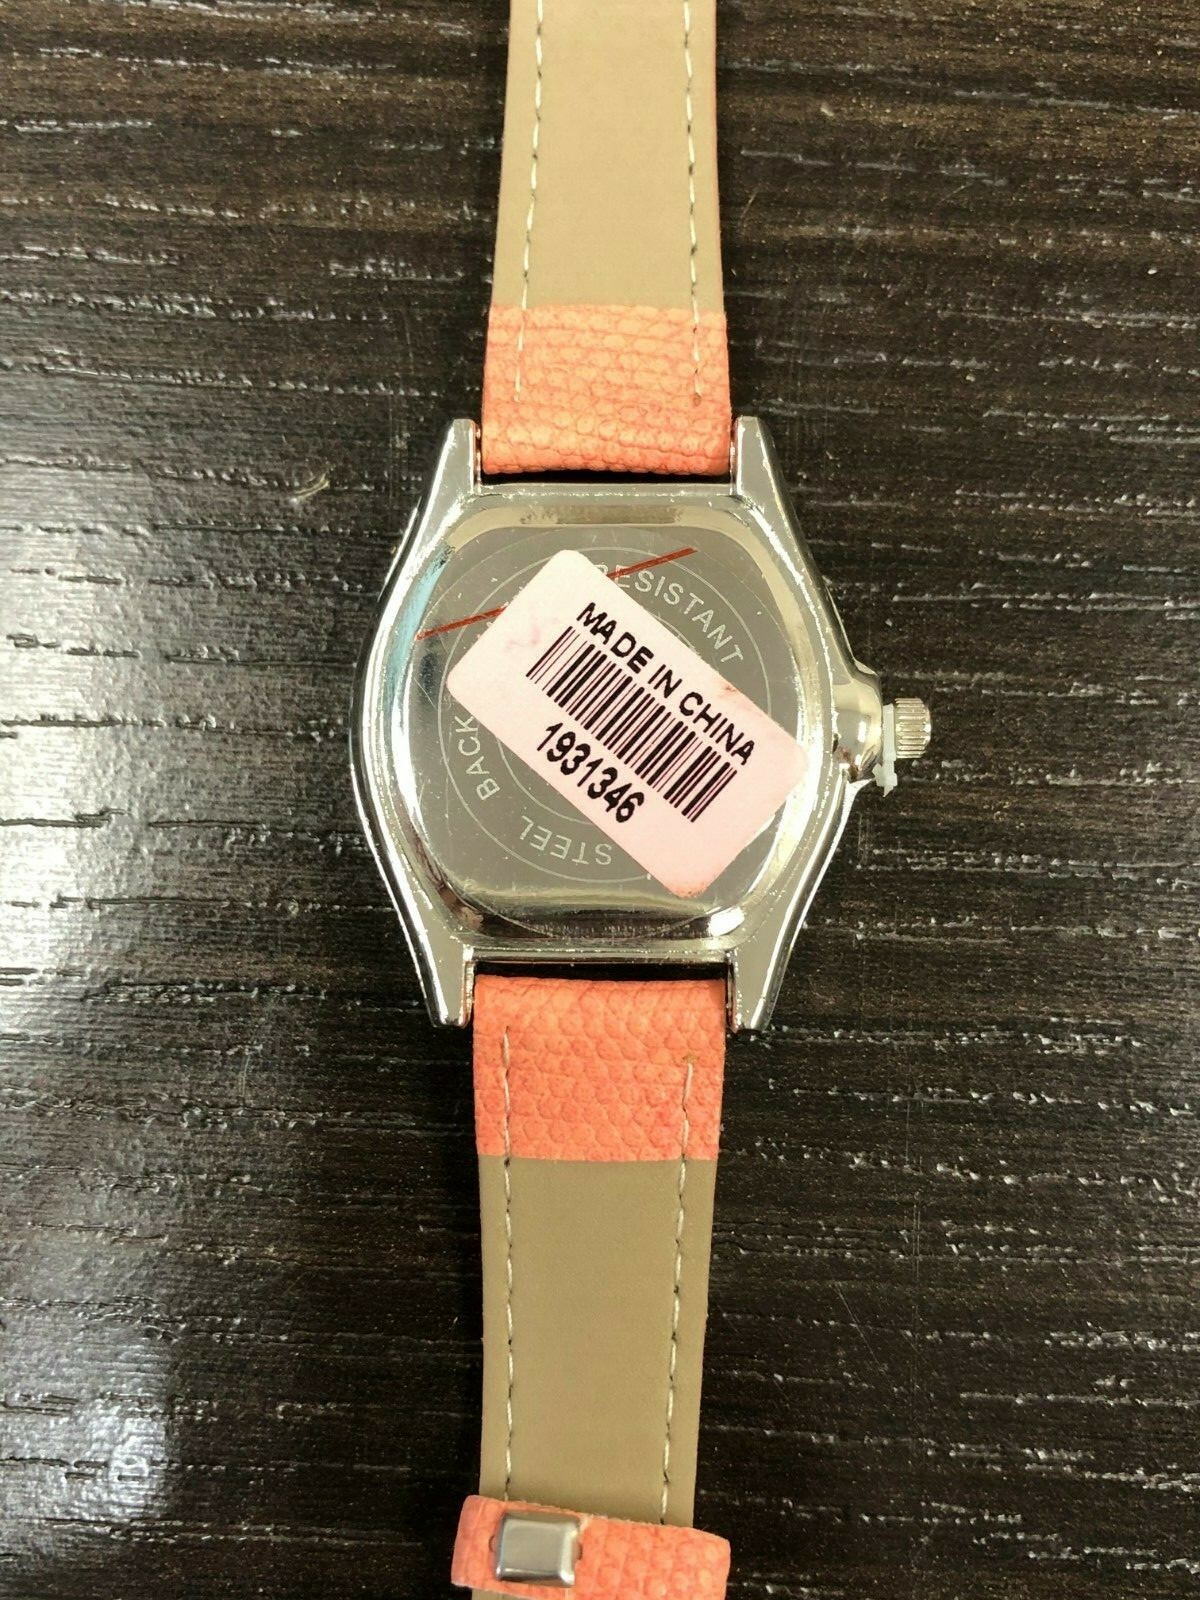 MADE IN CHINA
1931346
RESISTANT
STEEL BACK